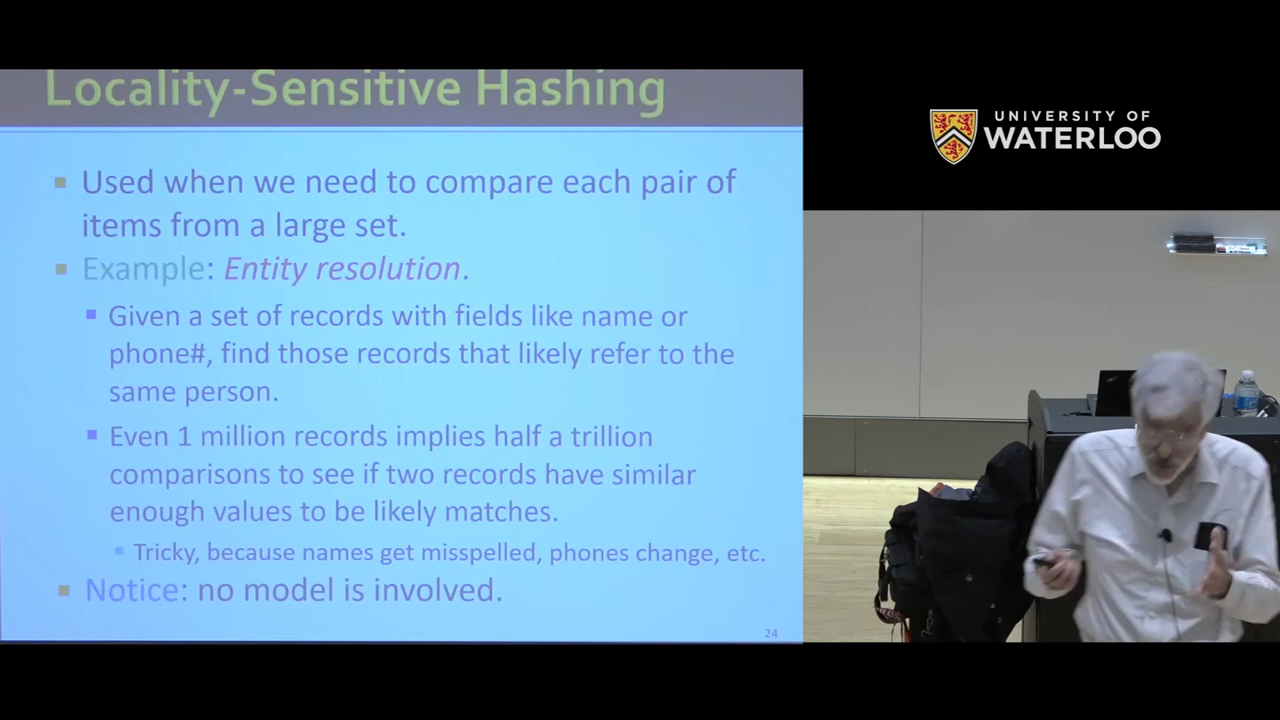 Locality-Sensitive Hashing
Used when we need to compare each pair of
items from a large set.
Example: Entity resolution.
Given a set of records with fields like name or
phone#, find those records that likely refer to the
same person.
Even 1 million records implies half a trillion
comparisons to see if two records have similar
enough values to be likely matches.
Tricky, because names get misspelled, phones change, etc.
Notice: no model is involved.
24
UNIVERSITY OF
WATERLOO